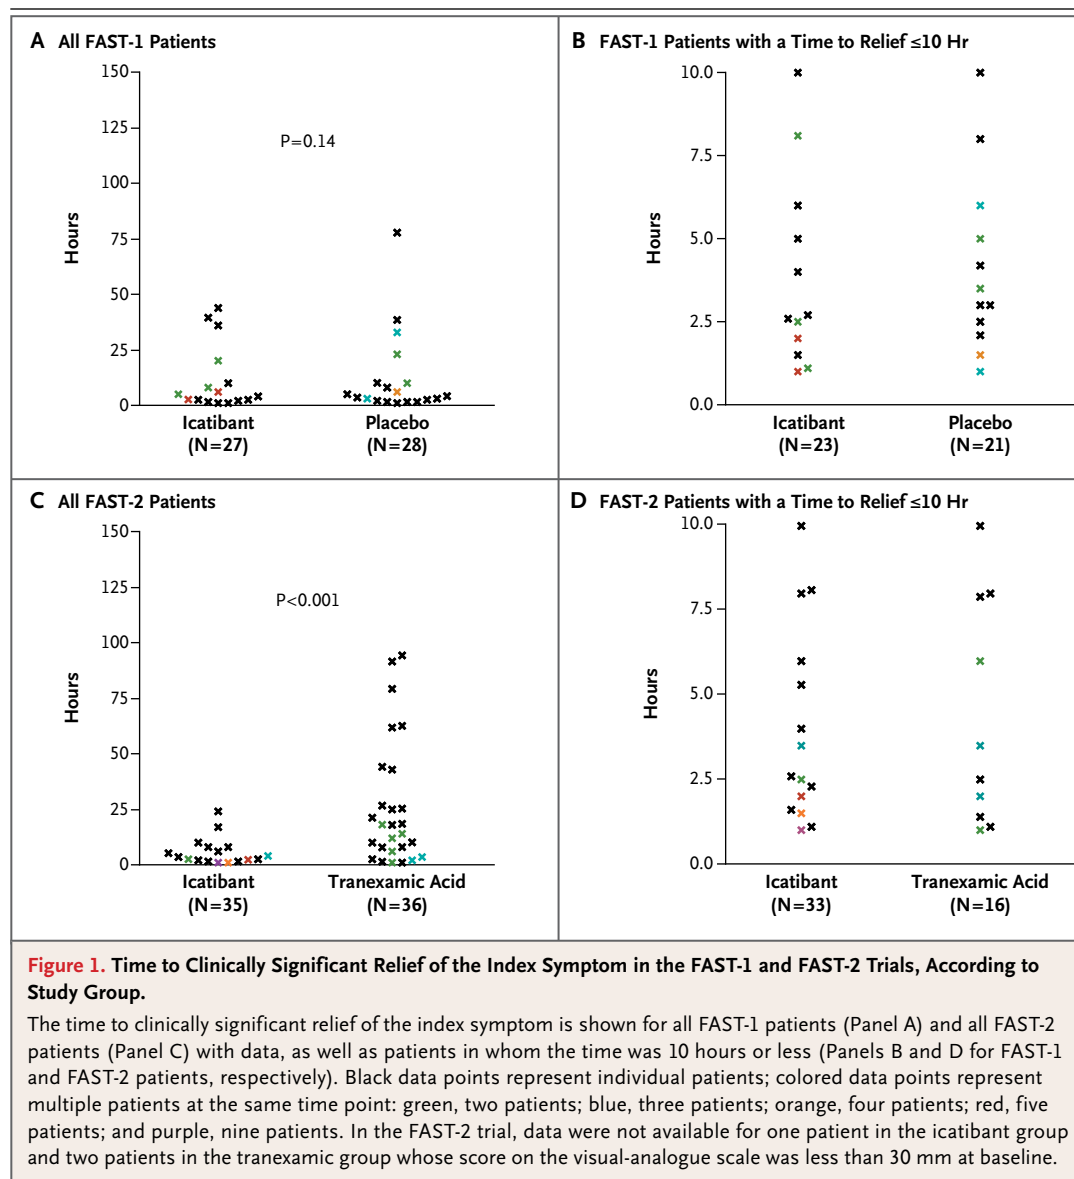 A All FAST-1 Patients
150
125
100
75
50
25
0
Hours
P=0.14
Icatibant
(N=27)
Placebo
(N=28)
B FAST-1 Patients with a Time to Relief ≤10 Hr
10.0
7.5
5.0
2.5
0.0
Hours
Icatibant
(N=23)
Placebo
(N=21)
C All FAST-2 Patients
150
125
100
75
50
25
0
Hours
P<0.001
Icatibant
(N=35)
Tranexamic Acid
(N=36)
D FAST-2 Patients with a Time to Relief ≤10 Hr
10.0
7.5
5.0
2.5
0.0
Hours
Icatibant
(N=33)
Tranexamic Acid
(N=16)
Figure 1. Time to Clinically Significant Relief of the Index Symptom in the FAST-1 and FAST-2 Trials, According to
Study Group.
The time to clinically significant relief of the index symptom is shown for all FAST-1 patients (Panel A) and all FAST-2
patients (Panel C) with data, as well as patients in whom the time was 10 hours or less (Panels B and D for FAST-1
and FAST-2 patients, respectively). Black data points represent individual patients; colored data points represent
multiple patients at the same time point: green, two patients; blue, three patients; orange, four patients; red, five
patients; and purple, nine patients. In the FAST-2 trial, data were not available for one patient in the icatibant group
and two patients in the tranexamic group whose score on the visual-analogue scale was less than 30 mm at baseline.